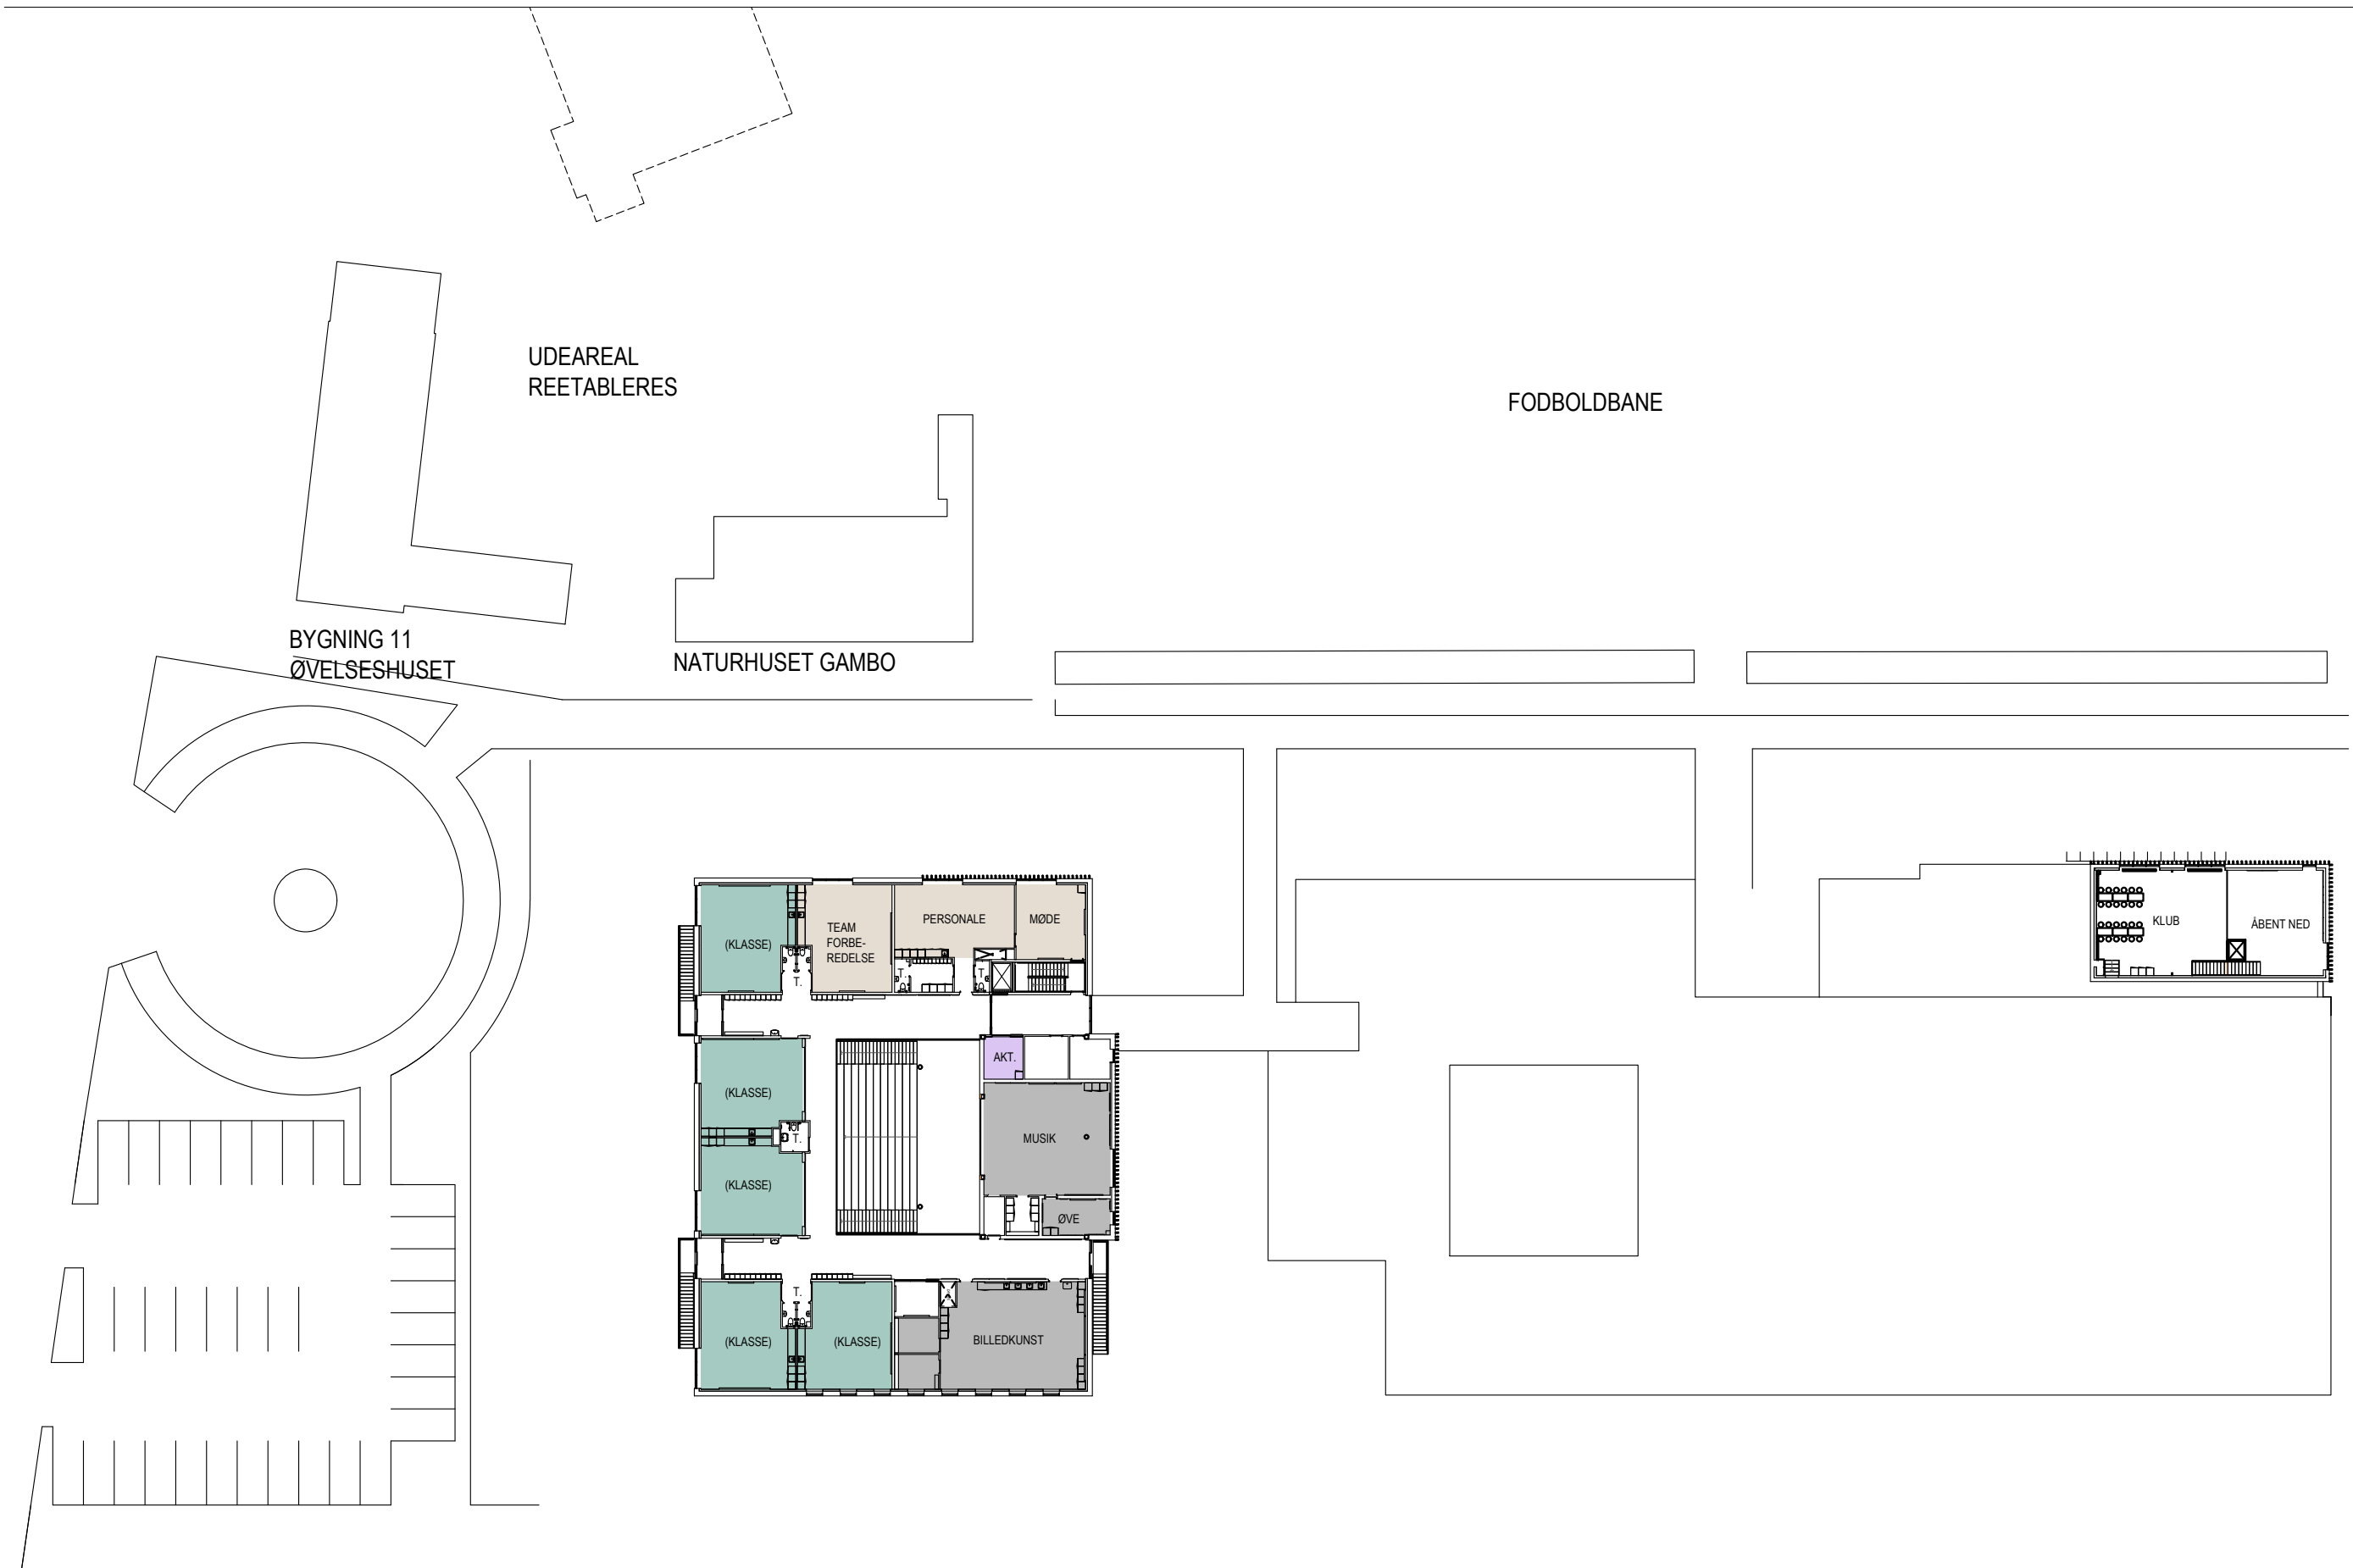 UDEAREAL
REETABLERES
FODBOLDBANE
BYGNING 11
ØVELSESHUSET
NATURHUSET GAMBO
(KLASSE)
TEAM
FORBE-
REDELSE
PERSONALE
MØDE
T.
T.
T.
KLUB
ÅBENT NED
AKT.
(KLASSE)
MUSIK
T.
(KLASSE)
ØVE
T.
(KLASSE)
(KLASSE)
BILLEDKUNST